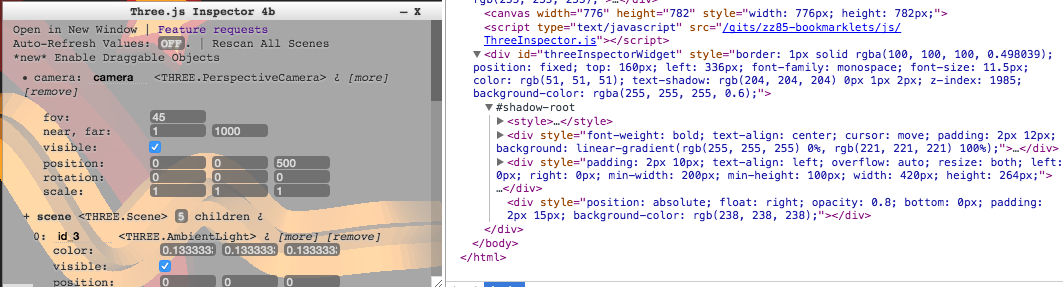 Three.js Inspector 4b
– X
Open in New Window | Feature requests
Auto-Refresh Values: OFF. | Rescan All Scenes
*new* Enable Draggable Objects
• camera: camera <THREE.PerspectiveCamera> ¿ [more]
[remove]
fov: 45
near, far: 1 1000
visible:
position: 0 0 500
rotation: 0 0 0
scale: 1 1 1
+ scene <THREE.Scene> 5 children ¿
0: id_3 <THREE.AmbientLight> ¿ [more] [remove]
color: 0.133333 0.133333 0.133333
visible:
position: 0 0 0
<canvas width="776" height="782" style="width: 776px; height: 782px;">
<script type="text/javascript" src="/gits/zz85-bookmarklets/js/
ThreeInspector.js"></script>
▼<div id="threeInspectorWidget" style="border: 1px solid rgba(100, 100, 100, 0.498039);
position: fixed; top: 160px; left: 336px; font-family: monospace; font-size: 11.5px;
color: rgb(51, 51, 51); text-shadow: rgb(204, 204, 204) 0px 1px 2px; z-index: 1985;
background-color: rgba(255, 255, 255, 0.6);">
▼#shadow-root
▶<style>…</style>
▶<div style="font-weight: bold; text-align: center; cursor: move; padding: 2px 12px;
background: linear-gradient(rgb(255, 255, 255) 0%, rgb(221, 221, 221) 100%);">…</div>
▶<div style="padding: 2px 10px; text-align: left; overflow: auto; resize: both; left:
0px; right: 0px; min-width: 200px; min-height: 100px; width: 420px; height: 264px;">
…</div>
<div style="position: absolute; float: right; opacity: 0.8; bottom: 0px; padding:
2px 15px; background-color: rgb(238, 238, 238);"></div>
</div>
</body>
</html>